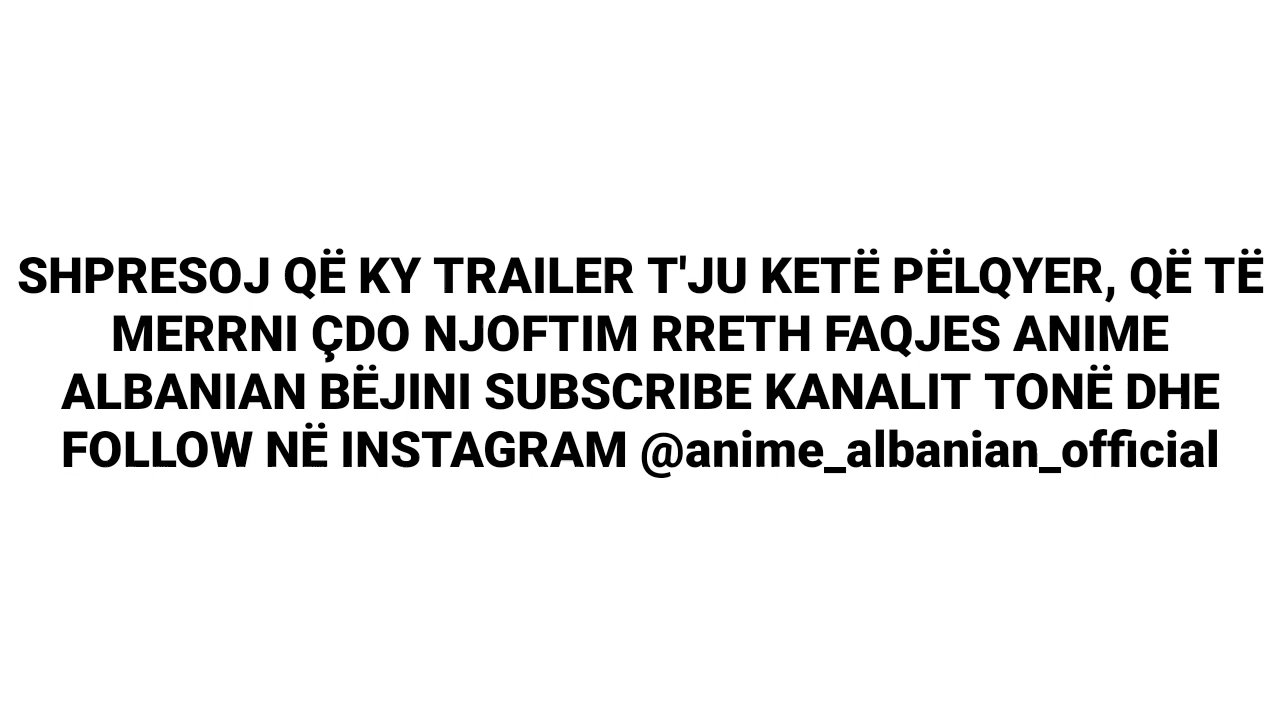 SHPRESOJ QË KY TRAILER T'JU KETË PËLQYER, QË TË
MERRNI ÇDO NJOFTIM RRETH FAQJES ANIME
ALBANIAN BËJINI SUBSCRIBE KANALIT TONË DHE
FOLLOW NË INSTAGRAM @anime_albanian_official